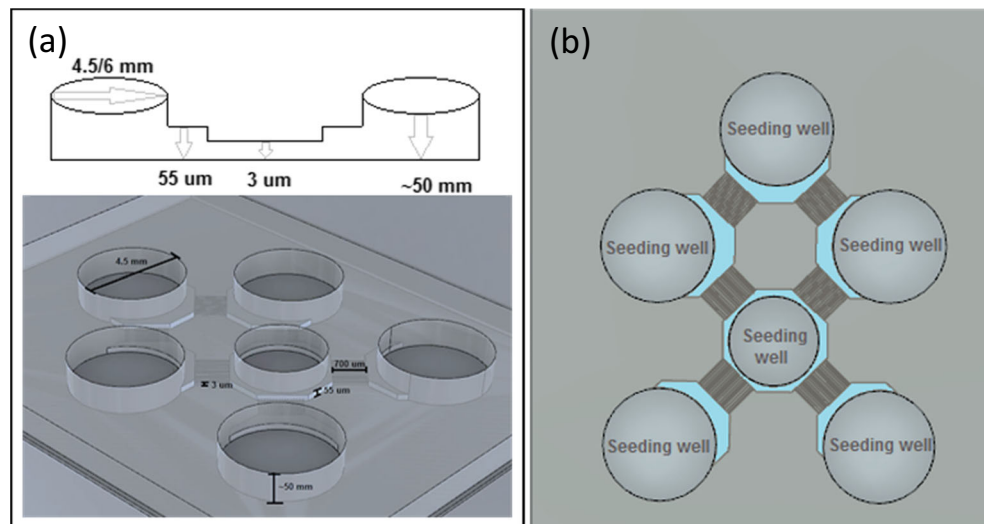 (a)
4.5/6 mm
55 um
3 um
~50 mm
4.5 mm
700 um
3 um
55 um
~50 mm
(b)
Seeding well
Seeding well
Seeding well
Seeding
well
Seeding well
Seeding well